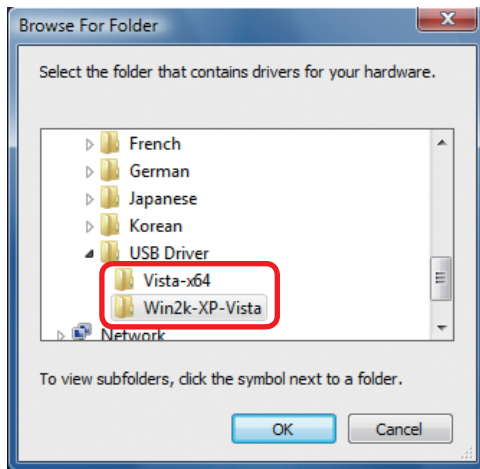 Browse For Folder
Select the folder that contains drivers for your hardware.
French
German
Japanese
Korean
USB Driver
Vista-x64
Win2k-XP-Vista
Network
To view subfolders, click the symbol next to a folder.
OK Cancel